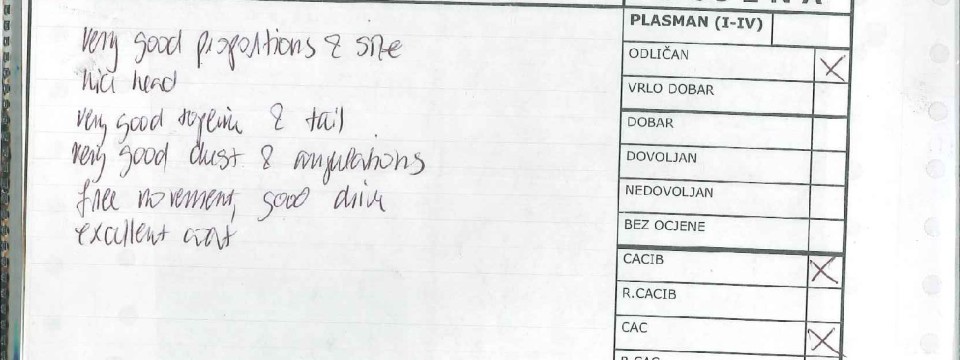 PLASMAN (I-IV)
very good proportions & size
nice head
very good topline & tail
very good chest & angulations
free movement, good drive
excellent coat
ODLIČAN X
VRLO DOBAR
DOBAR
DOVOLJAN
NEDOVOLJAN
BEZ OCJENE
CACIB X
R.CACIB
CAC X